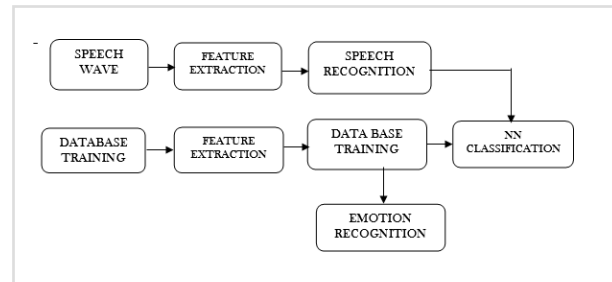 SPEECH
WAVE
FEATURE
EXTRACTION
SPEECH
RECOGNITION
DATABASE
TRAINING
FEATURE
EXTRACTION
DATA BASE
TRAINING
NN
CLASSIFICATION
EMOTION
RECOGNITION